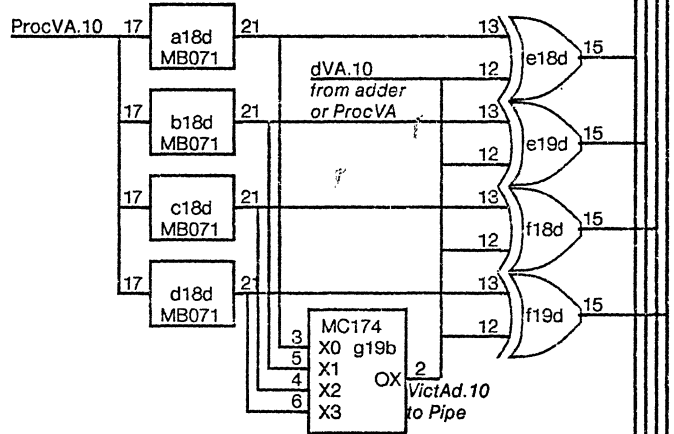 ProcVA.10
17 a18d 21
MB071
13
12
e18d
15
dVA.10
from adder
or ProcVA
17 b18d 21
MB071
13
12
e19d
15
17 c18d 21
MB071
13
12
f18d
15
17 d18d 21
MB071
13
12
f19d
15
MC174
g19b
3 X0
5 X1
4 X2
6 X3
OX 2
VictAd.10
to Pipe